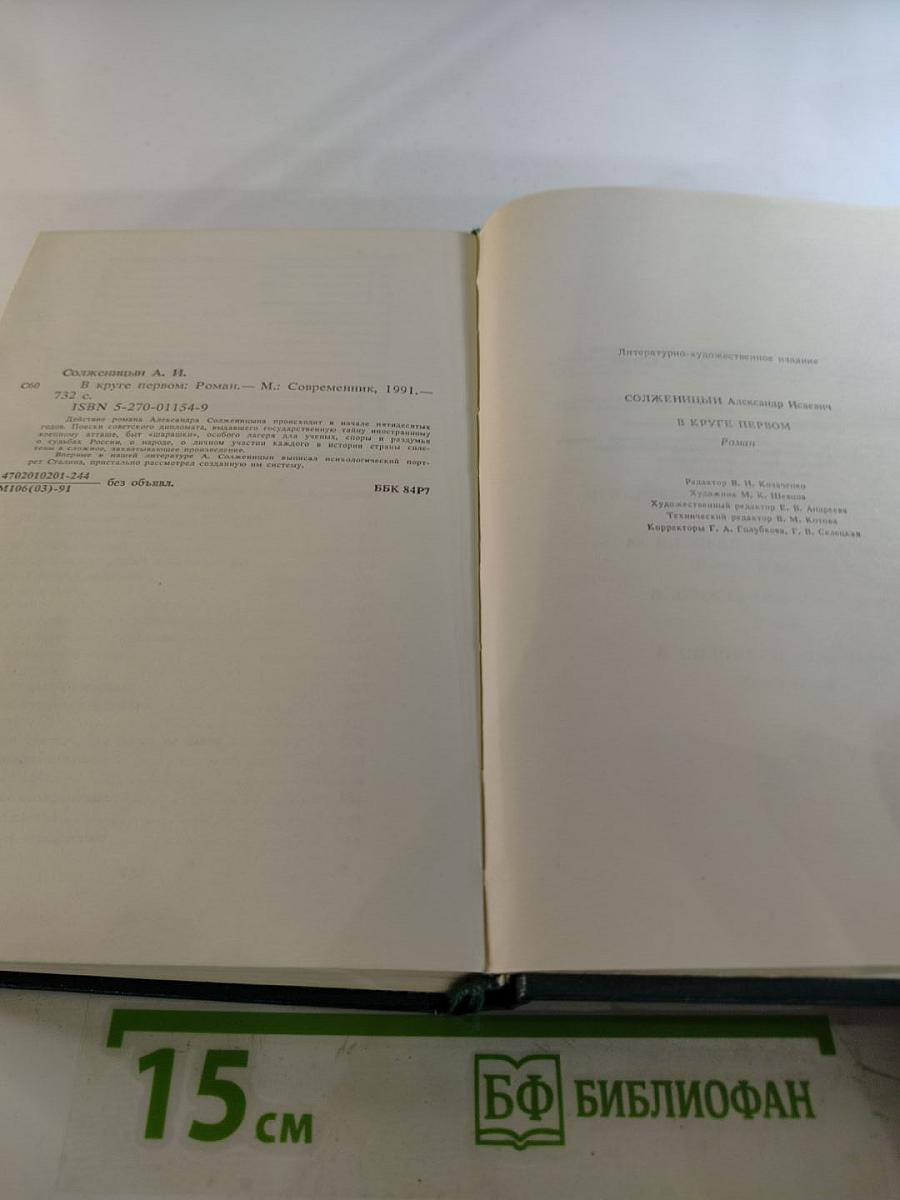 Солженицын А. И.
С60 В круге первом: Роман.— М.: Современник, 1991.—
732 с.
ISBN 5-270-01154-9
Действие романа Александра Солженицына происходит в начале пятидесятых
годов. Поиски советского дипломата, выдавшего государственную тайну иностранному
военному атташе, быт «шарашки», особого лагеря для ученых, споры и раздумья
о судьбах России, о народе, о личном участии каждого в истории страны спле-
тены в сложное, захватывающее произведение.
Впервые в нашей литературе А. Солженицын выписал психологический порт-
рет Сталина, пристально рассмотрел созданную им систему.
4702010201-244
М106(03)-91
без объявл.
ББК 84Р7
Литературно-художественное издание
СОЛЖЕНИЦЫН Александр Исаевич
В КРУГЕ ПЕРВОМ
Роман
Редактор В. И. Козаченко
Художник М. К. Шевцов
Художественный редактор Е. В. Андреева
Технический редактор В. М. Котова
Корректоры Г. А. Голубкова, Г. В. Селецкая
15 см
БФ БИБЛИОФАН